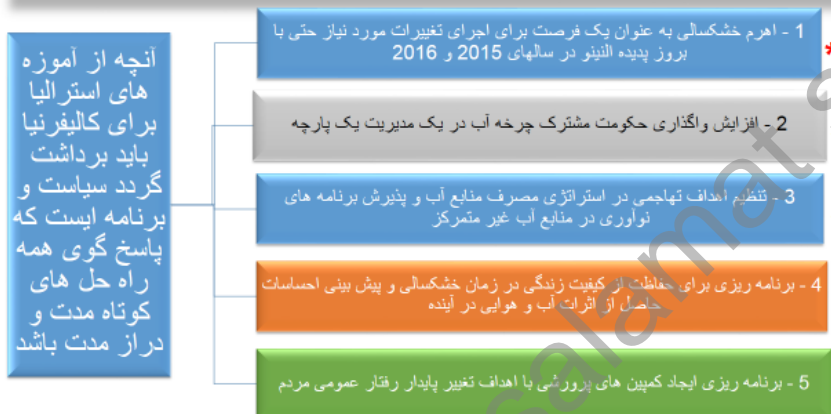 آنچه از آموزه
های استرالیا
برای کالیفرنیا
باید برداشت
گردد سیاست و
برنامه ایست که
پاسخ گوی همه
راه حل های
کوتاه مدت و
دراز مدت باشد
1 - اهرم خشکسالی به عنوان یک فرصت برای اجرای تغییرات مورد نیاز حتی با
بروز پدیده النینو در سالهای 2015 و 2016
*
2 - افزایش واگذاری حکومت مشترک چرخه آب در یک مدیریت یک پارچه
3 - تنظیم اهداف تهاجمی در استراتژی مصرف منابع آب و پذیرش برنامه های
نوآوری در منابع آب غیر متمرکز
4 - برنامه ریزی برای حفاظت از کیفیت زندگی در زمان خشکسالی و پیش بینی احساسات
حاصل از اثرات آب و هوایی در آینده
5 - برنامه ریزی ایجاد کمپین های پرورشی با اهداف تغییر پایدار رفتار عمومی مردم
salamat